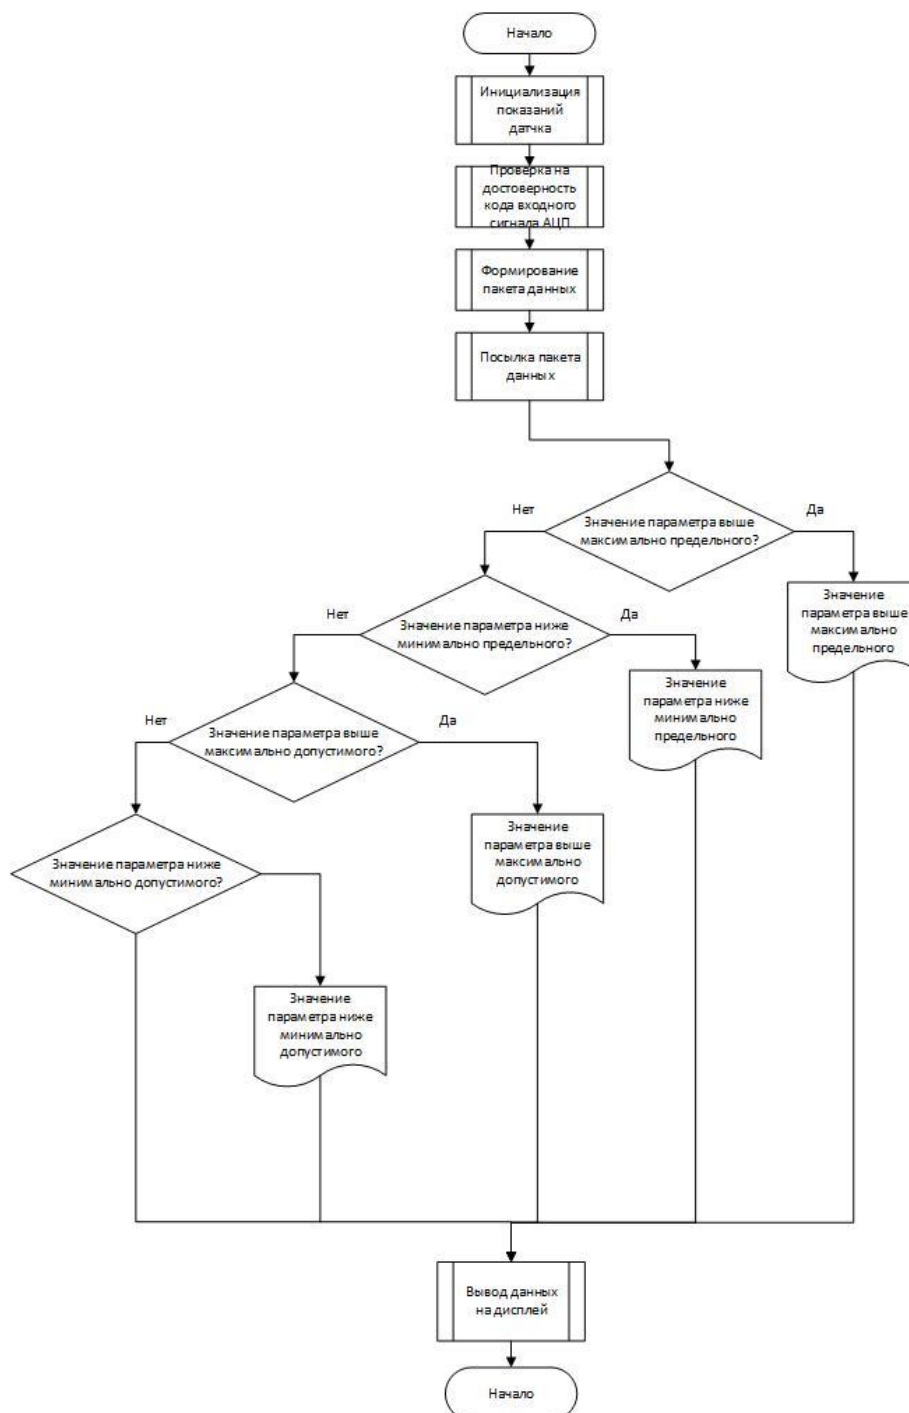 Начало
Инициализация
показаний
датчка
Проверка на
достоверность
кода входного
сигнала АЦП
Формирование
пакета данных
Посылка пакета
данных
Нет
Значение параметра выше
максимально предельного?
Да
Нет
Значение параметра ниже
минимально предельного?
Да
Значение
параметра выше
максимально
предельного
Нет
Значение параметра выше
максимально допустимого?
Да
Значение
параметра ниже
минимально
предельного
Значение параметра ниже
минимально допустимого?
Значение
параметра выше
максимально
допустимого
Значение
параметра ниже
минимально
допустимого
Вывод данных
на дисплей
Начало